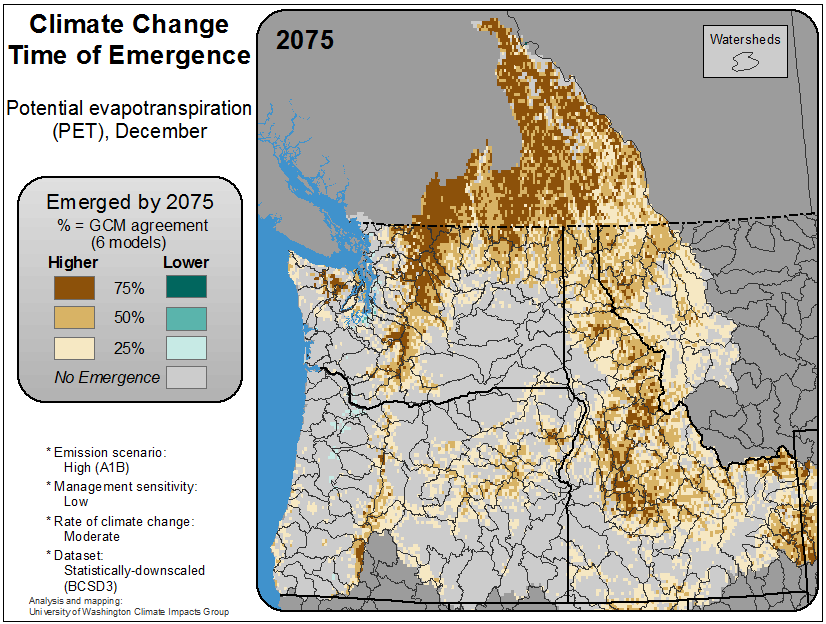 Climate Change
Time of Emergence
Potential evapotranspiration
(PET), December
Emerged by 2075
% = GCM agreement
(6 models)
Higher Lower
75%
50%
25%
No Emergence
* Emission scenario:
High (A1B)
* Management sensitivity:
Low
* Rate of climate change:
Moderate
* Dataset:
Statistically-downscaled
(BCSD3)
Analysis and mapping:
University of Washington Climate Impacts Group
2075
Watersheds